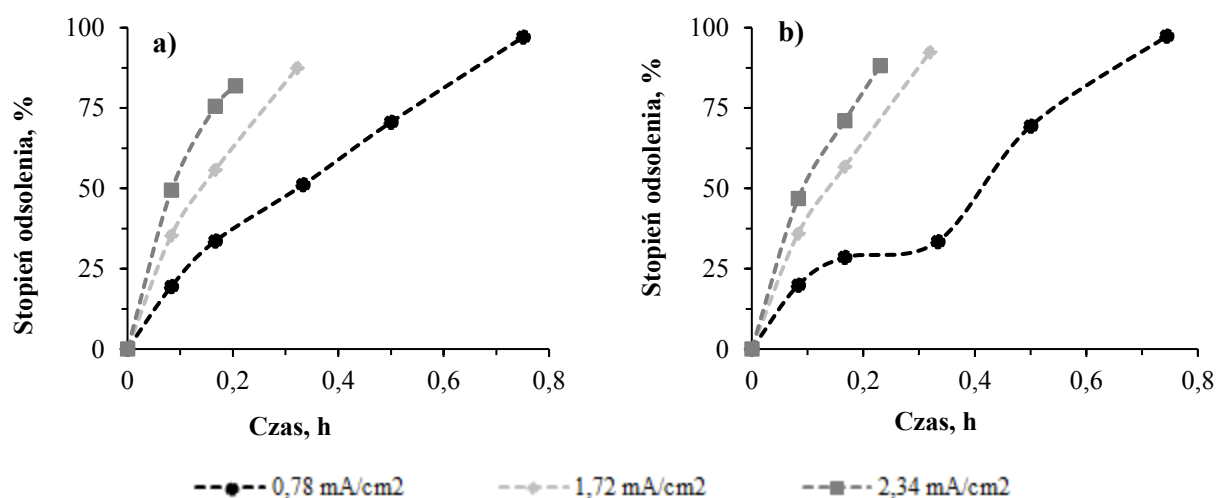 a)
Stopień odsolenia, %
100
75
50
25
0
0
0,2
0,4
0,6
0,8
Czas, h
b)
Stopień odsolenia, %
100
75
50
25
0
0
0,2
0,4
0,6
0,8
Czas, h
0,78 mA/cm2
1,72 mA/cm2
2,34 mA/cm2